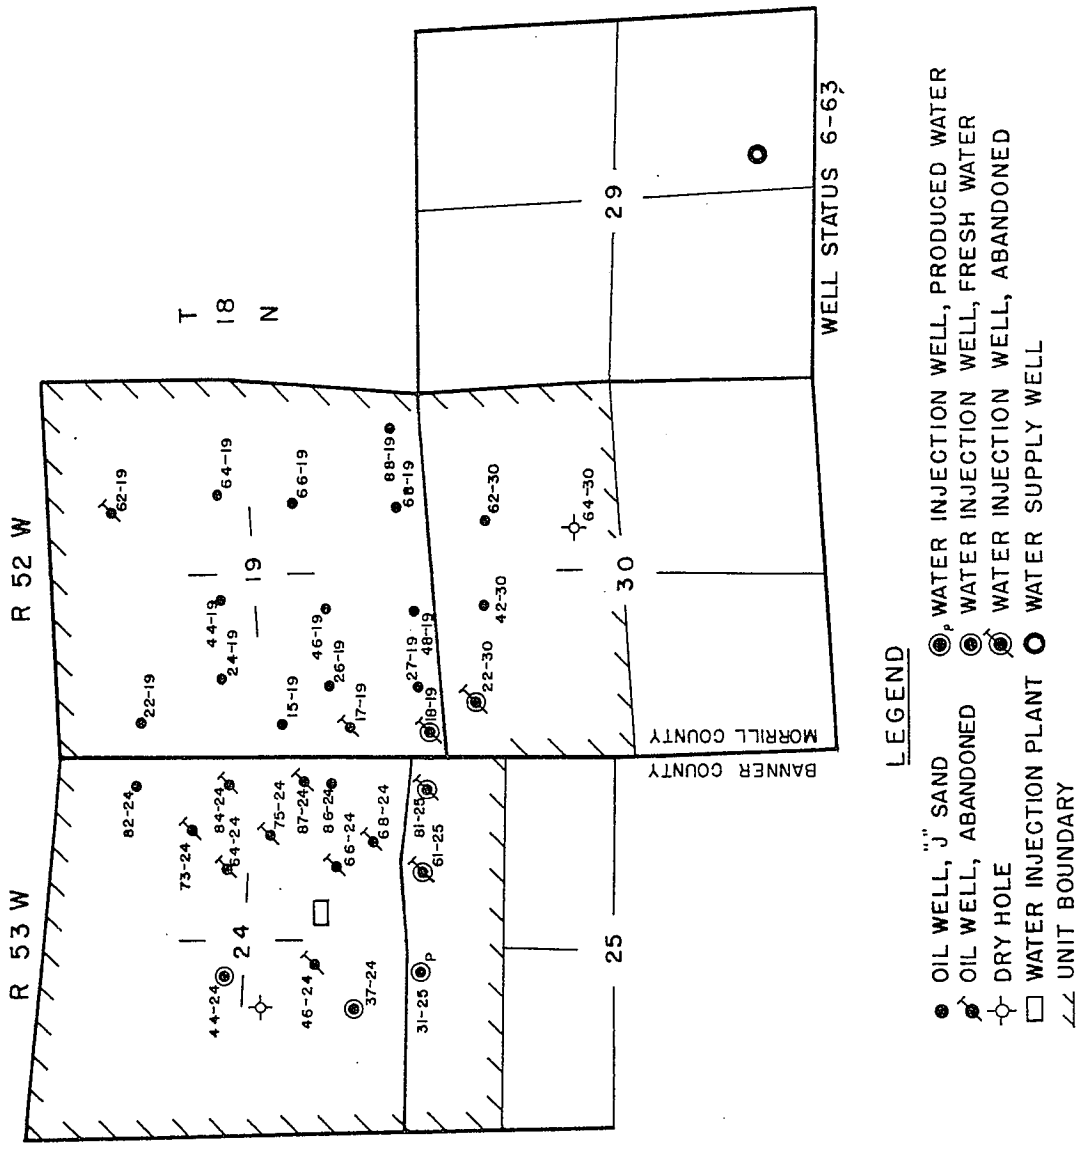 R 53 W
R 52 W
T
18
N
62-19
64-19
66-19
88-19
68-19
19
44-19
24-19
22-19
46-19
26-19
15-19
17-19
27-19
48-19
18-19
82-24
73-24
84-24
64-24
75-24
87-24
86-24
66-24
68-24
24
44-24
46-24
37-24
31-25
P
61-25
81-25
25
22-30
42-30
62-30
64-30
30
29
MORRILL COUNTY
BANNER COUNTY
WELL STATUS 6-63
LEGEND
OIL WELL, "J" SAND
OIL WELL, ABANDONED
DRY HOLE
WATER INJECTION PLANT
UNIT BOUNDARY
P WATER INJECTION WELL, PRODUCED WATER
WATER INJECTION WELL, FRESH WATER
WATER INJECTION WELL, ABANDONED
WATER SUPPLY WELL